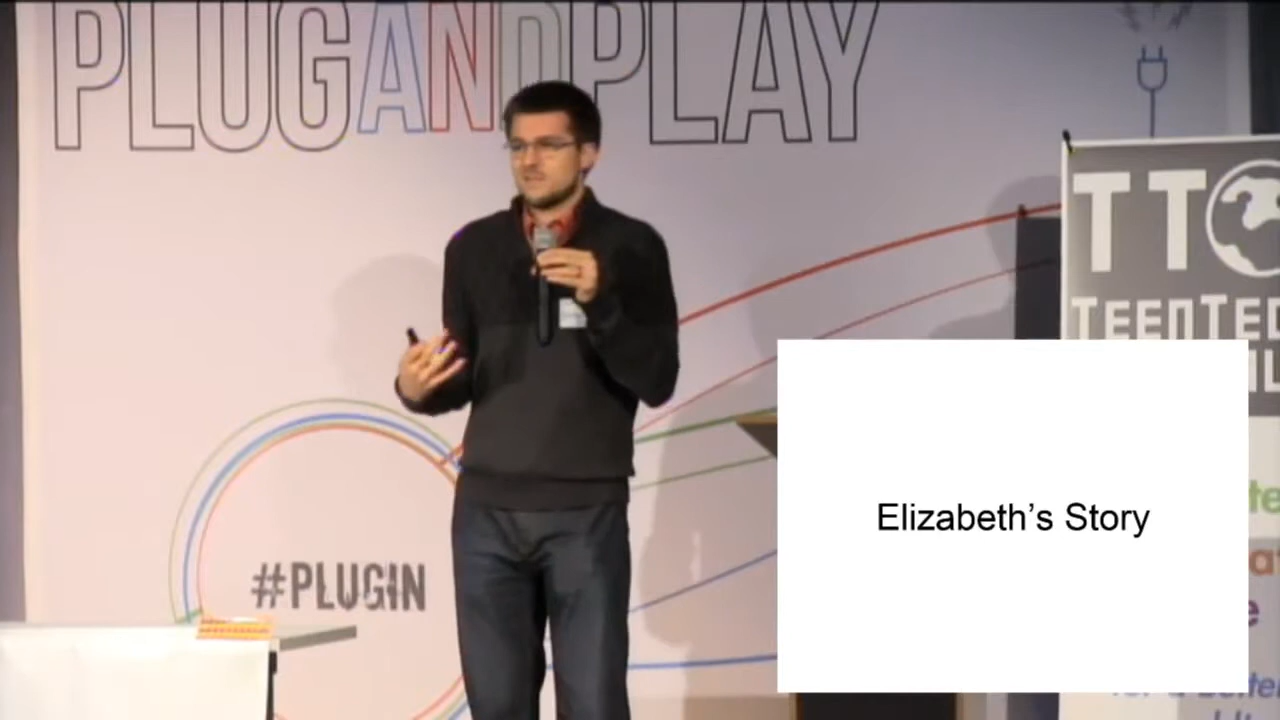 PLUGANDPLAY
TT
TEENTE
#PLUGIN
Elizabeth's Story